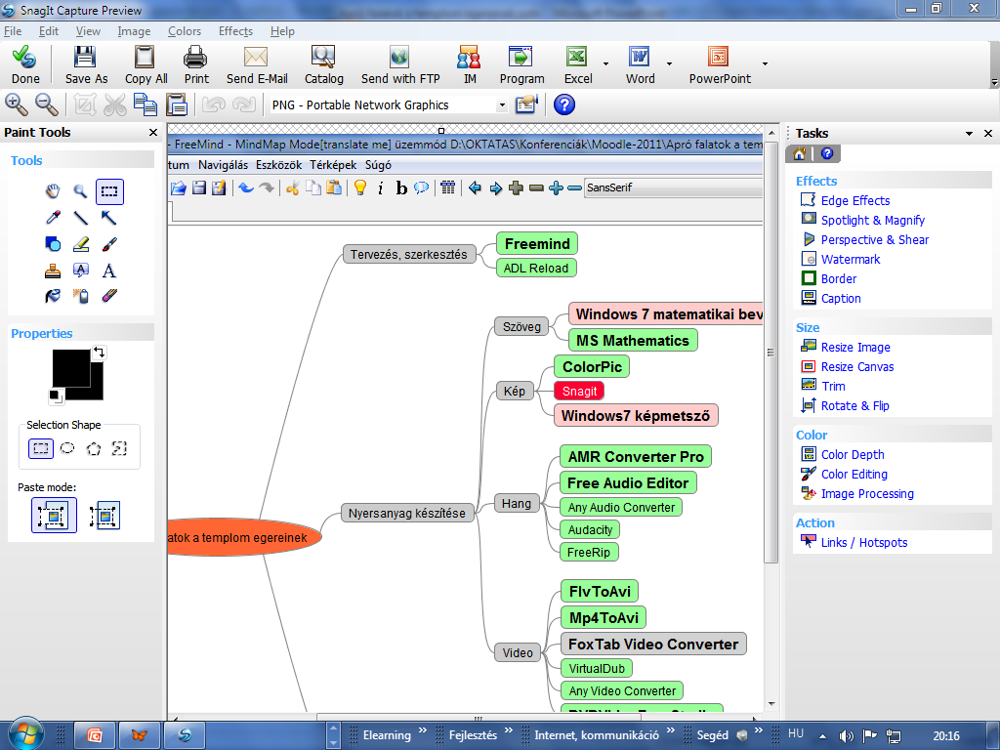 SnagIt Capture Preview
File Edit View Image Colors Effects Help
Done Save As Copy All Print Send E-Mail Catalog Send with FTP IM Program Excel Word PowerPoint
PNG - Portable Network Graphics
Paint Tools
Tools
Properties
Selection Shape
Paste mode:
- FreeMind - MindMap Mode[translate me] üzemmód D:\OKTATAS\Konferenciák\Moodle-2011\Apró falatok a tem
tum Navigálás Eszközök Térképek Súgó
SansSerif
Tervezés, szerkesztés
Freemind
ADL Reload
Szöveg
Windows 7 matematikai bev
MS Mathematics
Kép
ColorPic
Snagit
Windows7 képmetsző
Nyersanyag készítése
Hang
AMR Converter Pro
Free Audio Editor
Any Audio Converter
Audacity
FreeRip
atok a templom egereinek
Video
FlvToAvi
Mp4ToAvi
FoxTab Video Converter
VirtualDub
Any Video Converter
Tasks
Effects
Edge Effects
Spotlight & Magnify
Perspective & Shear
Watermark
Border
Caption
Size
Resize Image
Resize Canvas
Trim
Rotate & Flip
Color
Color Depth
Color Editing
Image Processing
Action
Links / Hotspots
Elearning Fejlesztés Internet, kommunikáció Segéd HU 20:16